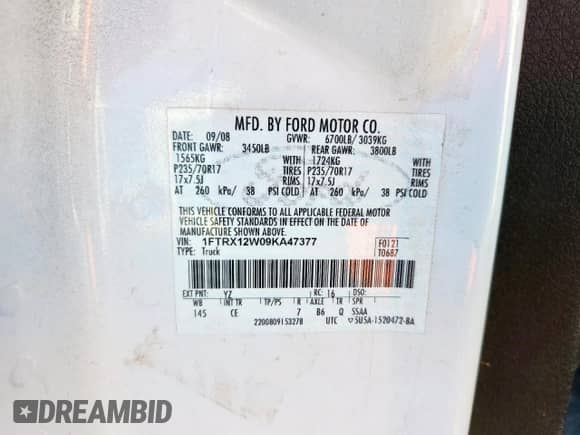 MFD. BY FORD MOTOR CO.
DATE: 09/08 GVWR: 6700LB/ 3039KG
FRONT GAWR: 3450LB REAR GAWR: 3800LB
1565KG WITH 1724KG WITH
P235/70R17 TIRES P235/70R17 TIRES
17x7.5J RIMS 17x7.5J RIMS
AT 260 kPa/ 38 PSI COLD AT 260 kPa/ 38 PSI COLD
THIS VEHICLE CONFORMS TO ALL APPLICABLE FEDERAL MOTOR
VEHICLE SAFETY STANDARDS IN EFFECT ON THE DATE OF
MANUFACTURE SHOWN ABOVE.
VIN: 1FTRX12W09KA47377 F0121
TYPE: Truck T0687
EXT PNT: YZ RC: 16 DSO:
WB INT TR TP/PS R AXLE TR SPR
145 CE 7 B6 Q SSAA
2200809153278 UTC 5U5A-1520472-BA
DREAMBID